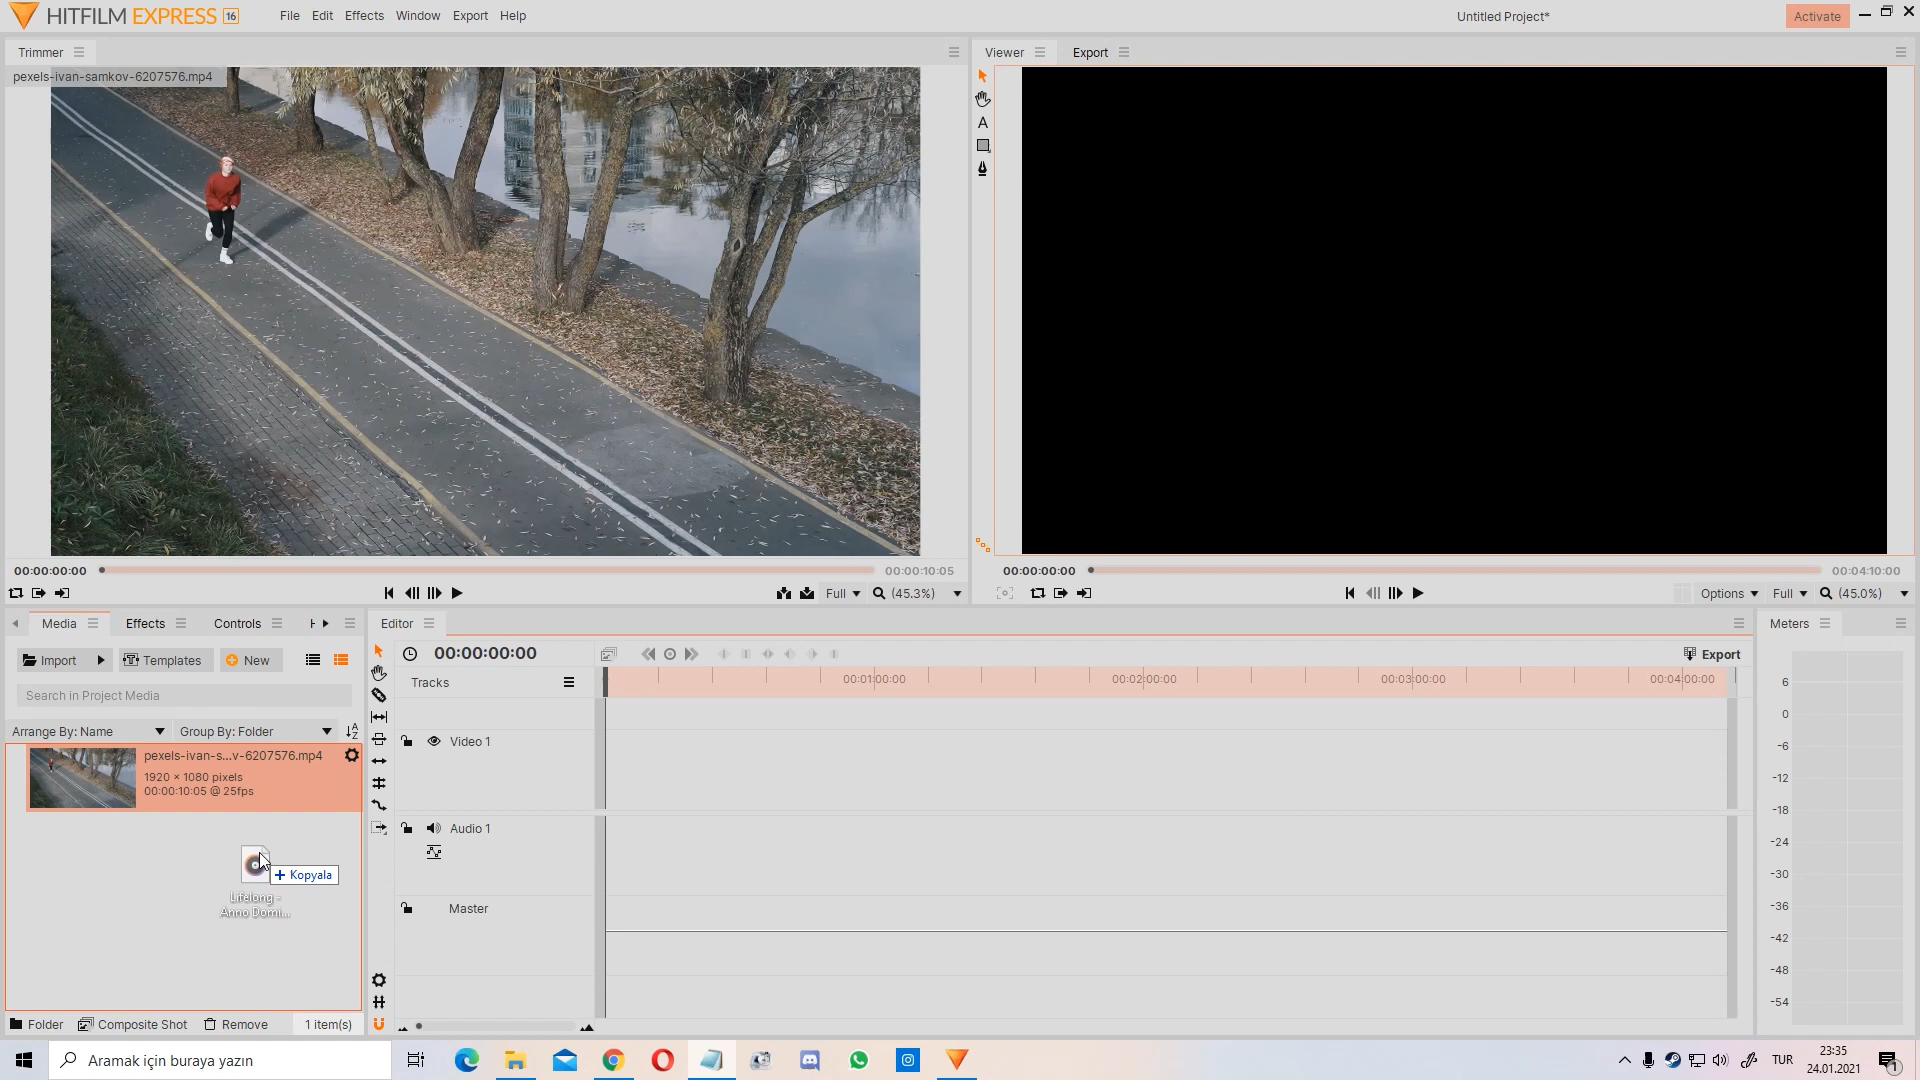 HITFILM EXPRESS 16
File Edit Effects Window Export Help
Untitled Project*
Activate
Trimmer
Viewer
Export
pexels-ivan-samkov-6207576.mp4
00:00:00:00
00:00:10:05
00:00:00:00
00:04:10:00
Full
(45.3%)
Options
Full
(45.0%)
Media
Effects
Controls
H
Editor
Meters
Import
Templates
New
00:00:00:00
Export
Search in Project Media
Tracks
00:01:00:00
00:02:00:00
00:03:00:00
00:04:00:00
Arrange By: Name
Group By: Folder
pexels-ivan-s...v-6207576.mp4
1920 × 1080 pixels
00:00:10:05 @ 25fps
Kopyala
Lifelong -
Anno Domi...
Video 1
Audio 1
Master
6
0
-6
-12
-18
-24
-30
-36
-42
-48
-54
Folder
Composite Shot
Remove
1 item(s)
Aramak için buraya yazın
TUR
23:35
24.01.2021
1